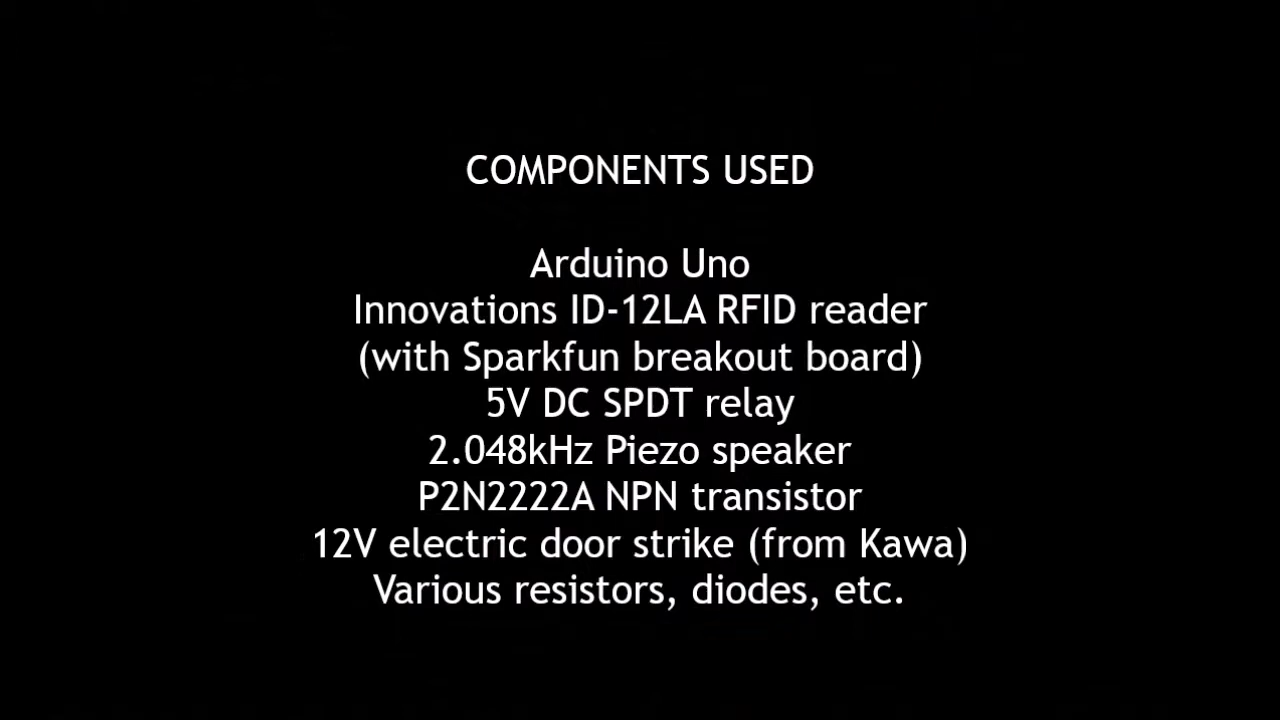 COMPONENTS USED
Arduino Uno
Innovations ID-12LA RFID reader
(with Sparkfun breakout board)
5V DC SPDT relay
2.048kHz Piezo speaker
P2N2222A NPN transistor
12V electric door strike (from Kawa)
Various resistors, diodes, etc.